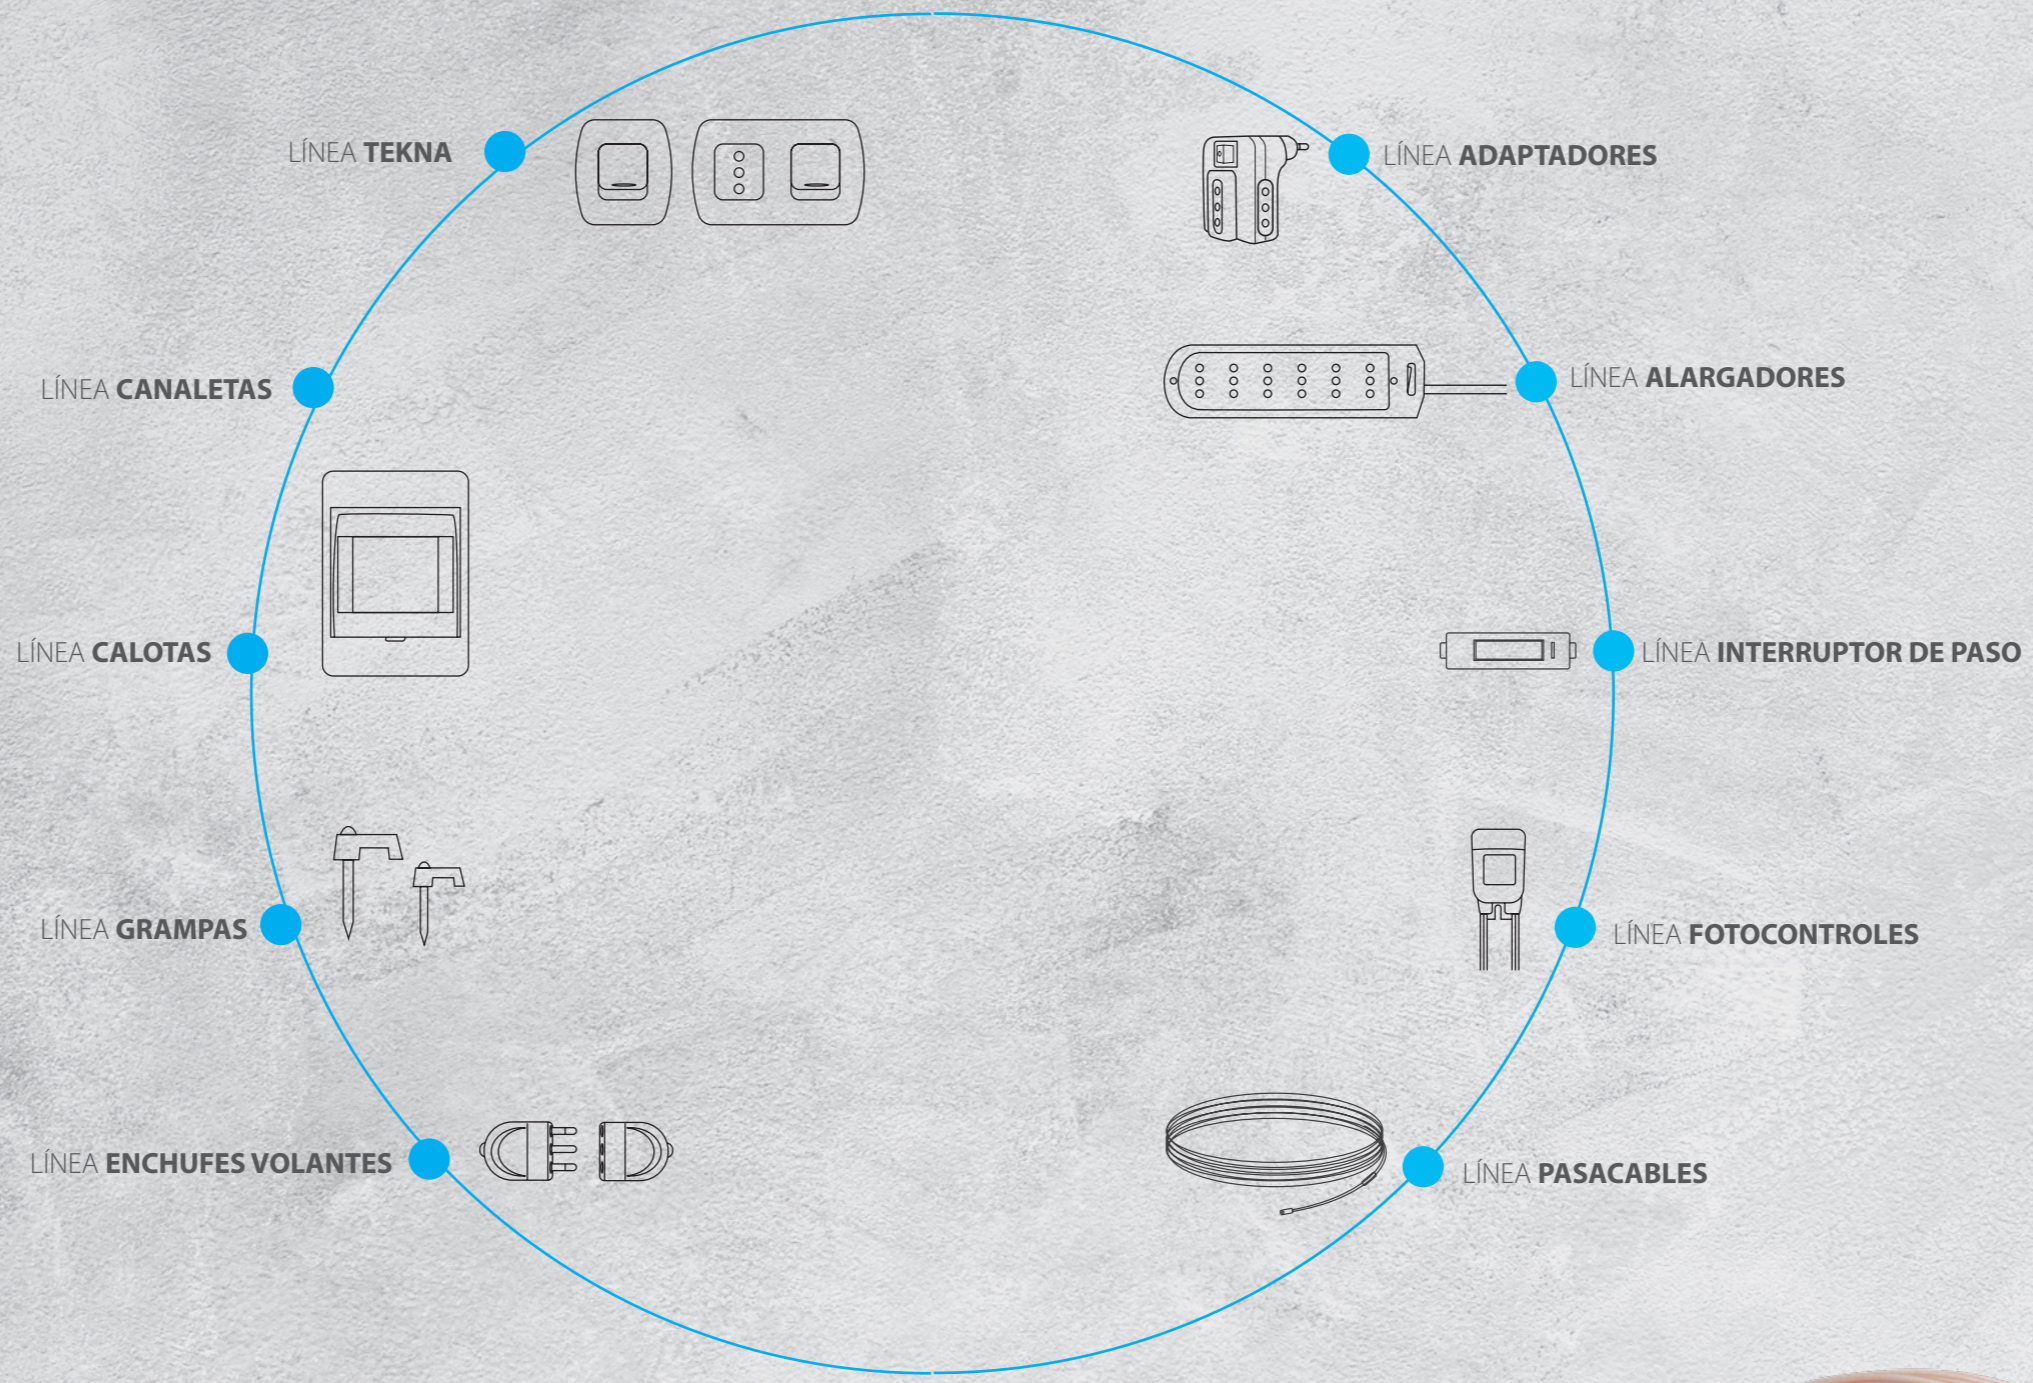 LÍNEA TEKNA
LÍNEA ADAPTADORES
LÍNEA CANALETAS
LÍNEA ALARGADORES
LÍNEA CALOTAS
LÍNEA INTERRUPTOR DE PASO
LÍNEA GRAMPAS
LÍNEA FOTOCONTROLES
LÍNEA ENCHUFES VOLANTES
LÍNEA PASACABLES